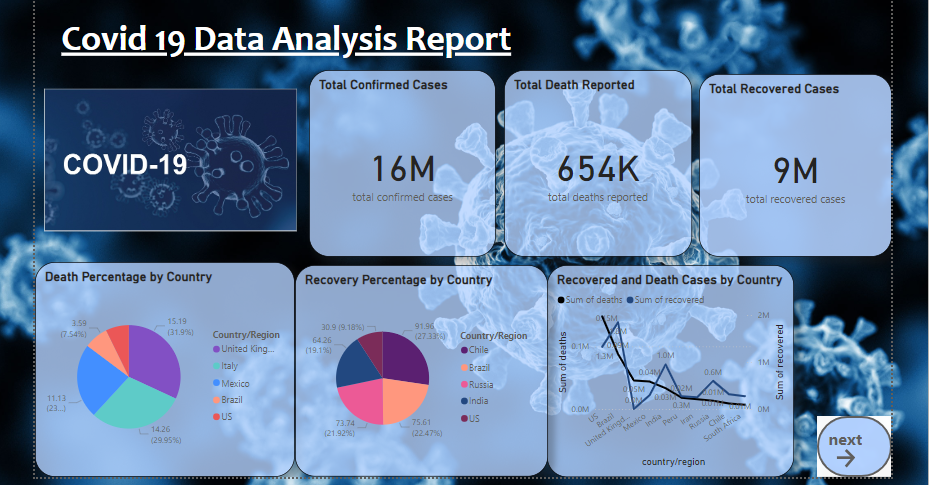 Covid 19 Data Analysis Report
COVID-19
Total Confirmed Cases
16M
total confirmed cases
Total Death Reported
654K
total deaths reported
Total Recovered Cases
9M
total recovered cases
Death Percentage by Country
3.59
(7.54%)
15.19
(31.9%)
11.13
(23...)
14.26
(29.95%)
Country/Region
United King...
Italy
Mexico
Brazil
US
Recovery Percentage by Country
30.9 (9.18%)
91.96
(27.33%)
64.26
(19.1%)
73.74
(21.92%)
75.61
(22.47%)
Country/Region
Chile
Brazil
Russia
India
US
Recovered and Death Cases by Country
Sum of deaths
Sum of recovered
Sum of deaths
0.1M
0.0M
1.3M
1.0M
0.04M
0.03M
0.02M
0.3M
0.6M
0.01M
2M
1M
0M
Sum of recovered
US
Brazil
United Kingd...
Mexico
India
Peru
Iran
Russia
Chile
South Africa
country/region
next